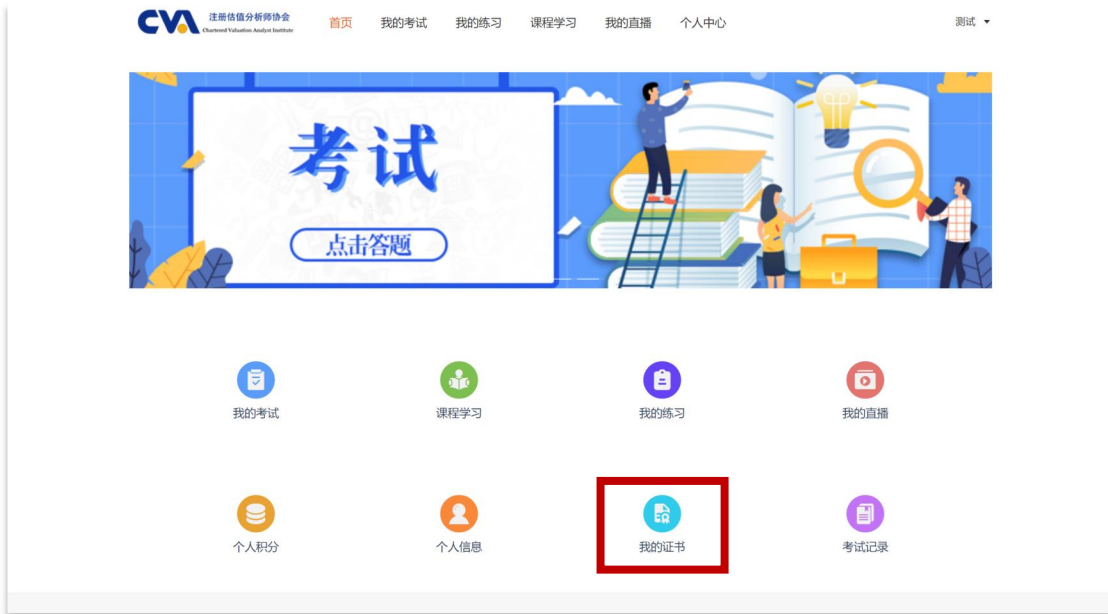 CVA
注册估值分析师协会
Chartered Valuation Analyst Institute
首页 我的考试 我的练习 课程学习 我的直播 个人中心
测试
考试
点击答题
我的考试 课程学习 我的练习 我的直播
个人积分 个人信息 我的证书 考试记录